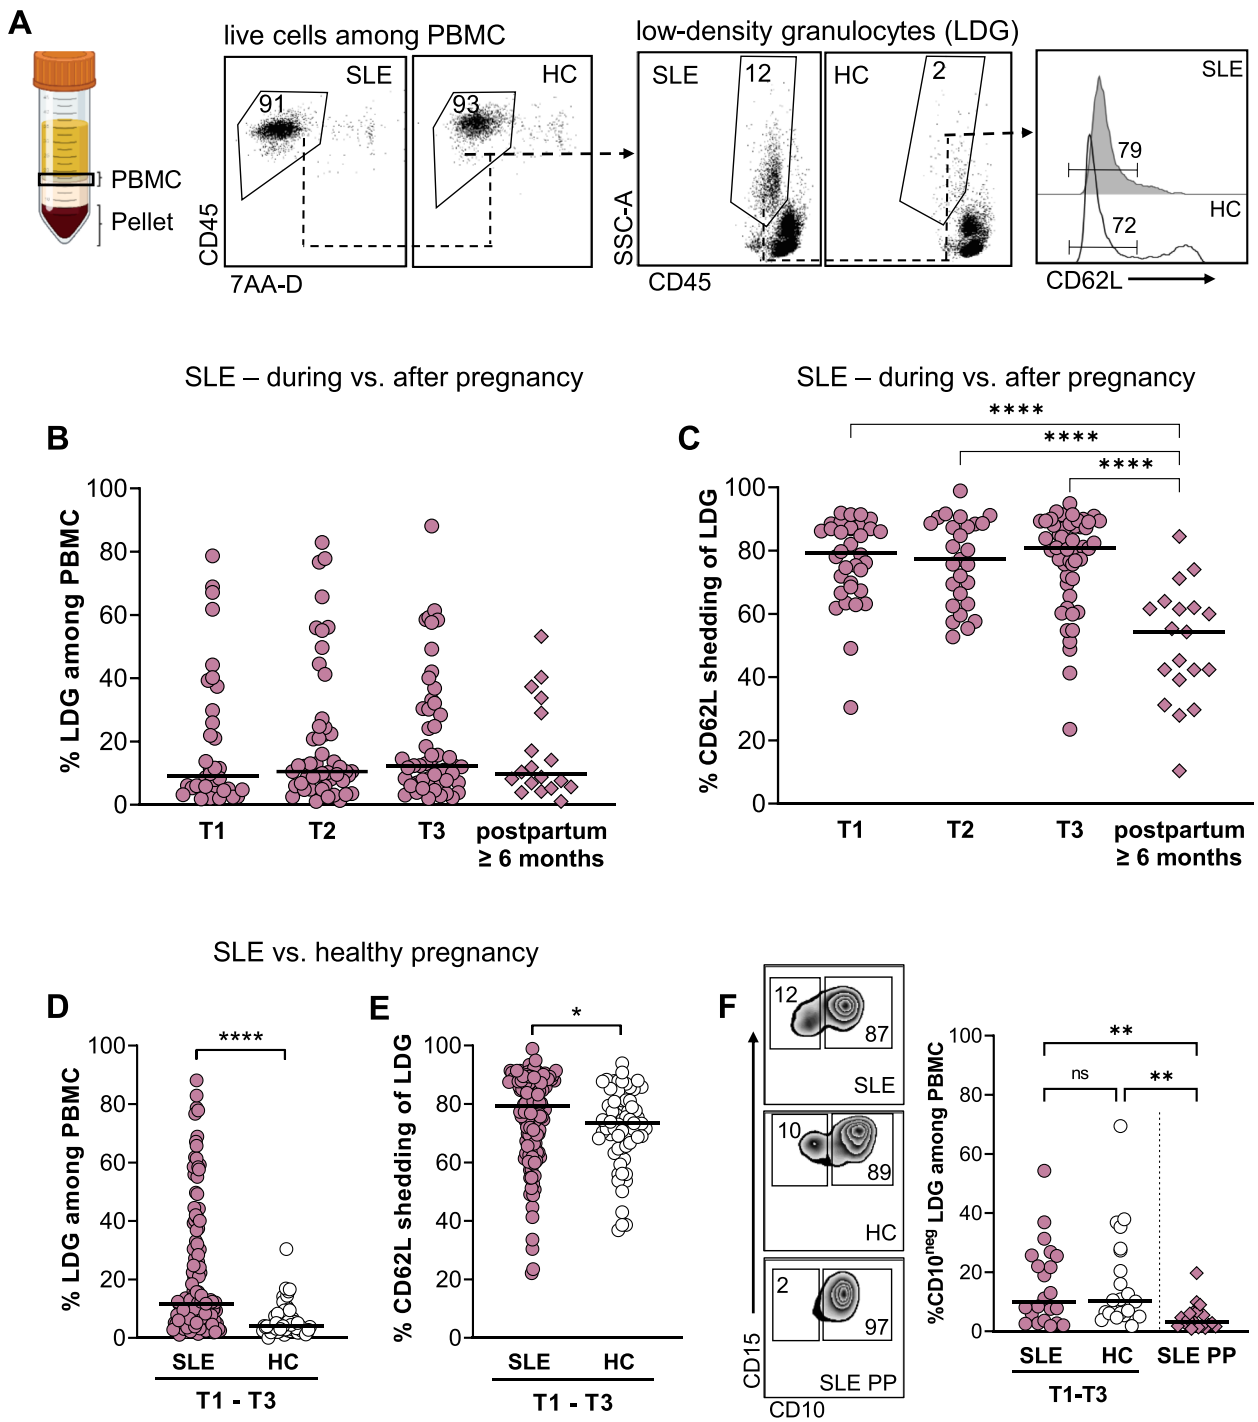 A
live cells among PBMC
low-density granulocytes (LDG)
SLE
91
HC
93
SLE
12
HC
2
SLE
79
HC
72
PBMC
Pellet
CD45
7AA-D
SSC-A
CD45
CD62L
SLE – during vs. after pregnancy
SLE – during vs. after pregnancy
B
% LDG among PBMC
100
80
60
40
20
0
T1
T2
T3
postpartum
≥ 6 months
C
****
****
****
% CD62L shedding of LDG
100
80
60
40
20
0
T1
T2
T3
postpartum
≥ 6 months
SLE vs. healthy pregnancy
D
****
% LDG among PBMC
100
80
60
40
20
0
SLE
HC
T1 - T3
E
*
% CD62L shedding of LDG
100
80
60
40
20
0
SLE
HC
T1 - T3
F
12
87
SLE
10
89
HC
2
97
SLE PP
CD15
CD10
%CD10neg LDG among PBMC
100
80
60
40
20
0
**
ns
**
SLE
HC
SLE PP
T1-T3